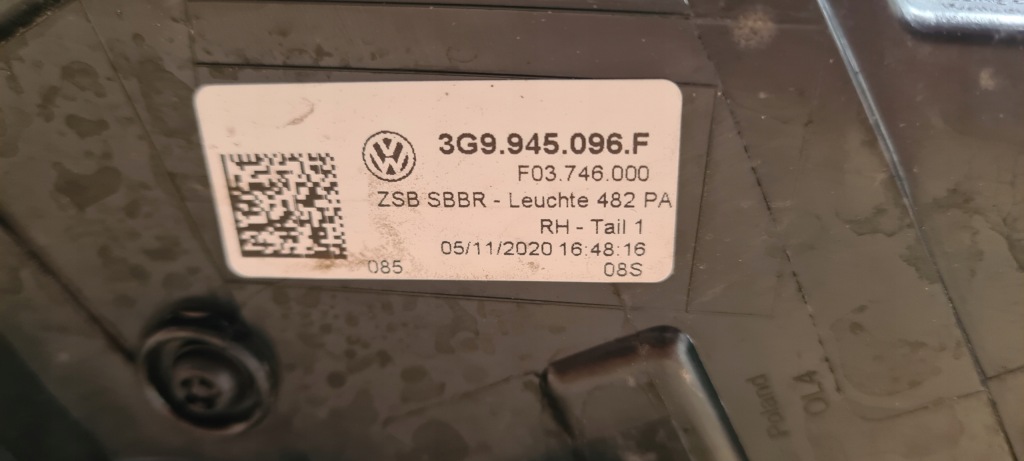 3G9.945.096.F
F03.746.000
ZSB SBBR - Leuchte 482 PA
RH - Tail 1
05/11/2020 16:48:16
085 08S
Poland
OL4